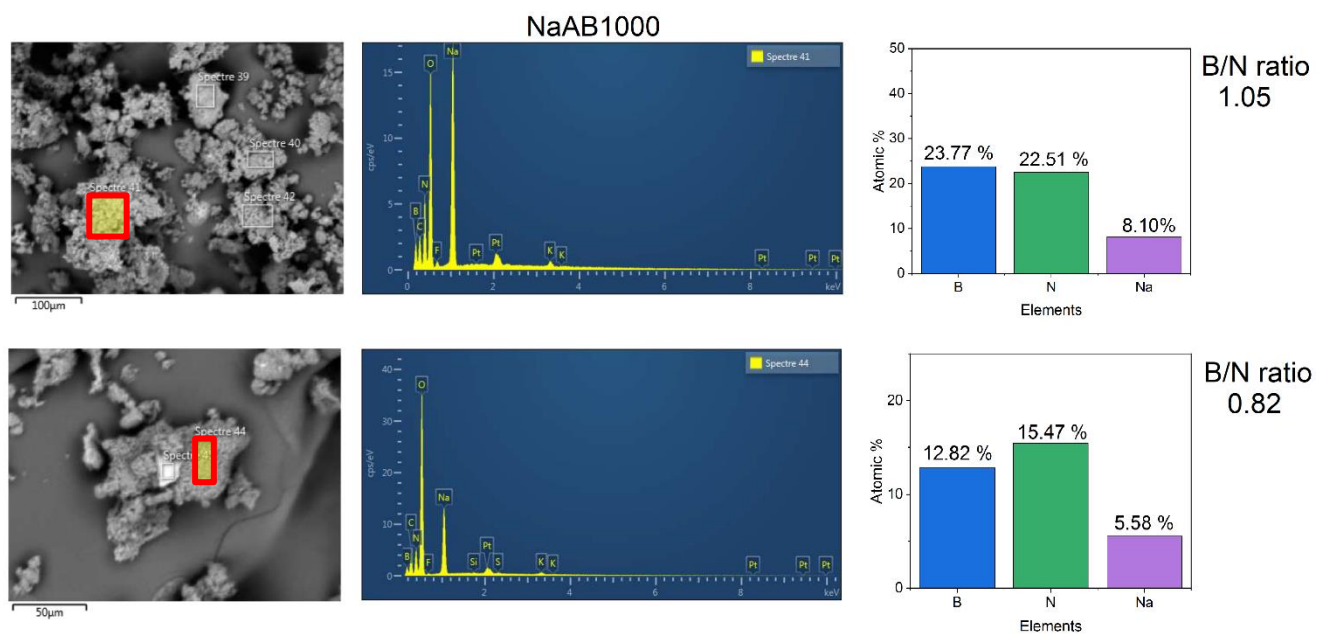 NaAB1000
Spectre 39
Spectre 40
Spectre 41
Spectre 42
100µm
Spectre 41
cps/eV
15
10
5
0
B
C
N
O
F
Na
Pt
Pt
K
K
Pt
Pt
Pt
0
2
4
6
8
keV
50
40
30
20
10
0
Atomic %
23.77 %
22.51 %
8.10%
B
N
Na
Elements
B/N ratio
1.05
Spectre 44
50µm
Spectre 44
cps/eV
40
30
20
10
0
B
C
N
O
F
Na
Si
Pt
S
K
K
Pt
Pt
Pt
2
4
6
8
keV
20
10
0
Atomic %
12.82 %
15.47 %
5.58 %
B
N
Na
Elements
B/N ratio
0.82